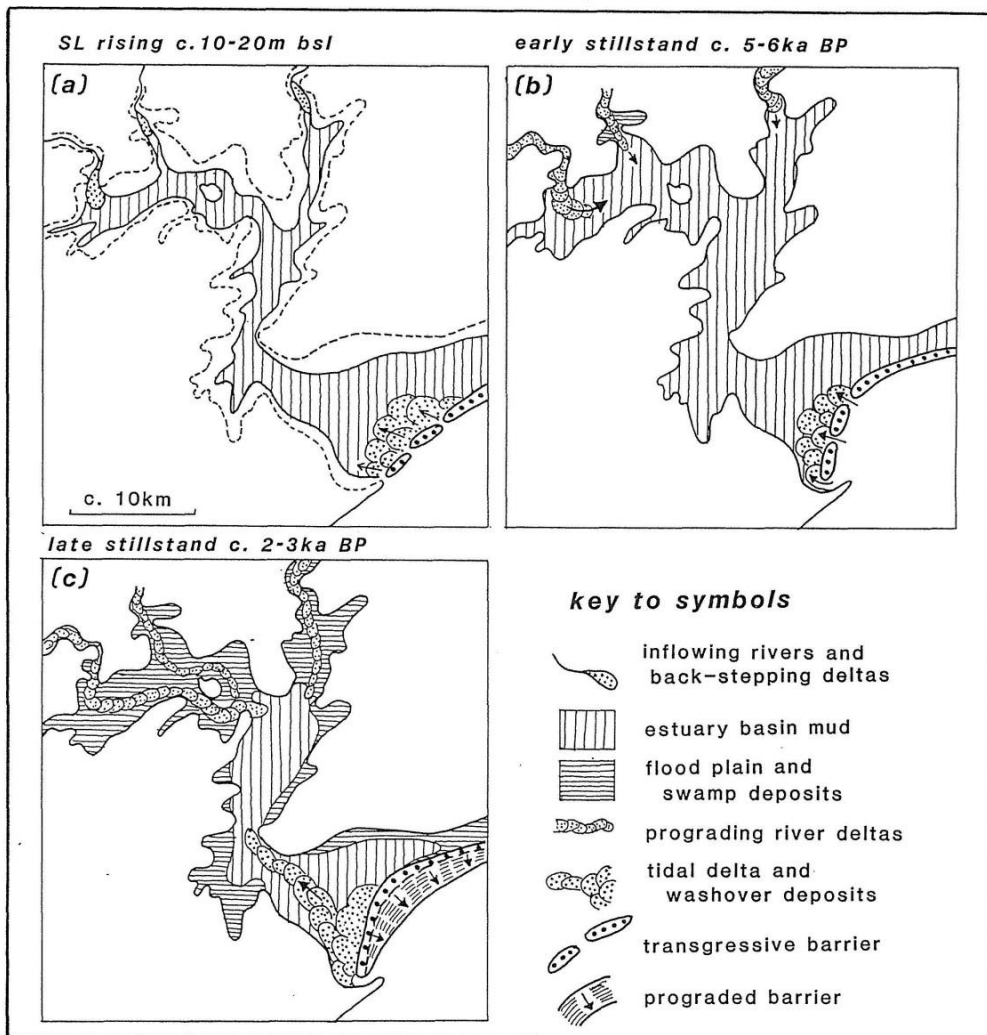 SL rising c.10-20m bsl
early stillstand c. 5-6ka BP
(a)
(b)
c. 10km
late stillstand c. 2-3ka BP
(c)
key to symbols
inflowing rivers and
back-stepping deltas
estuary basin mud
flood plain and
swamp deposits
prograding river deltas
tidal delta and
washover deposits
transgressive barrier
prograded barrier